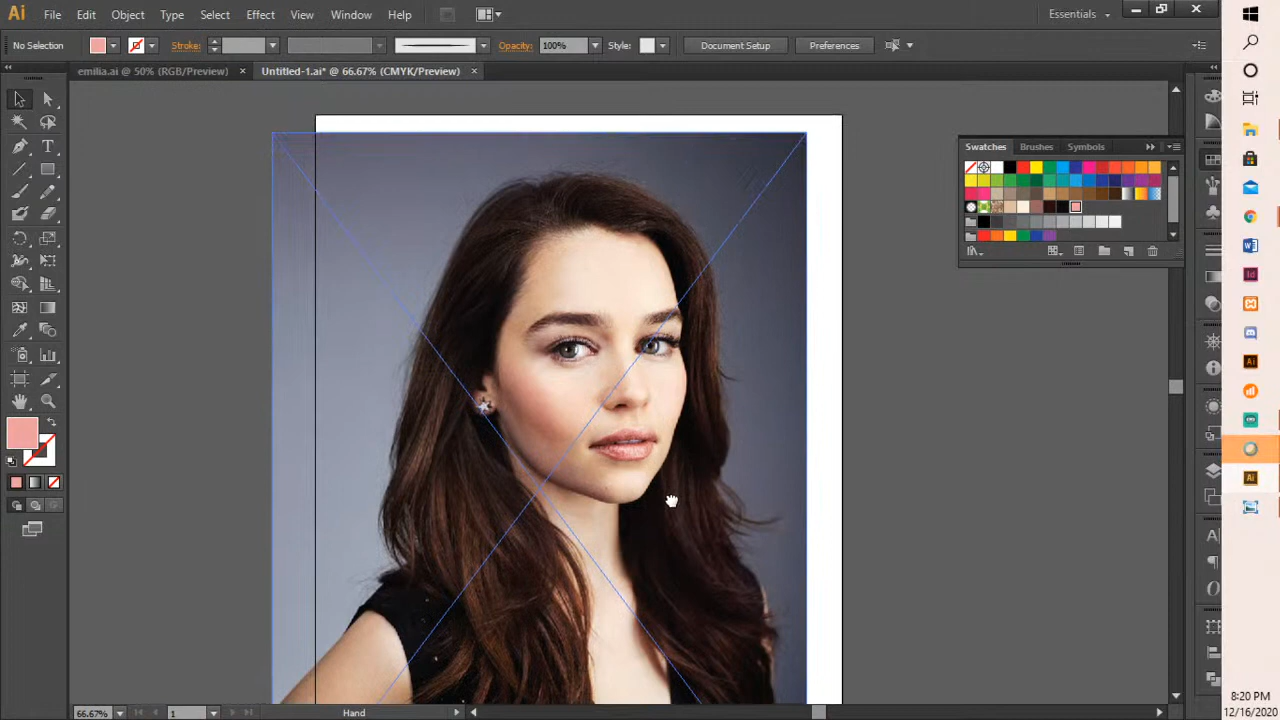 Ai File Edit Object Type Select Effect View Window Help Essentials
No Selection Stroke: Opacity: 100% Style: Document Setup Preferences
emilia.ai @ 50% (RGB/Preview) × Untitled-1.ai* @ 66.67% (CMYK/Preview) ×
Swatches Brushes Symbols
66.67% 1 Hand
8:20 PM
12/16/2020